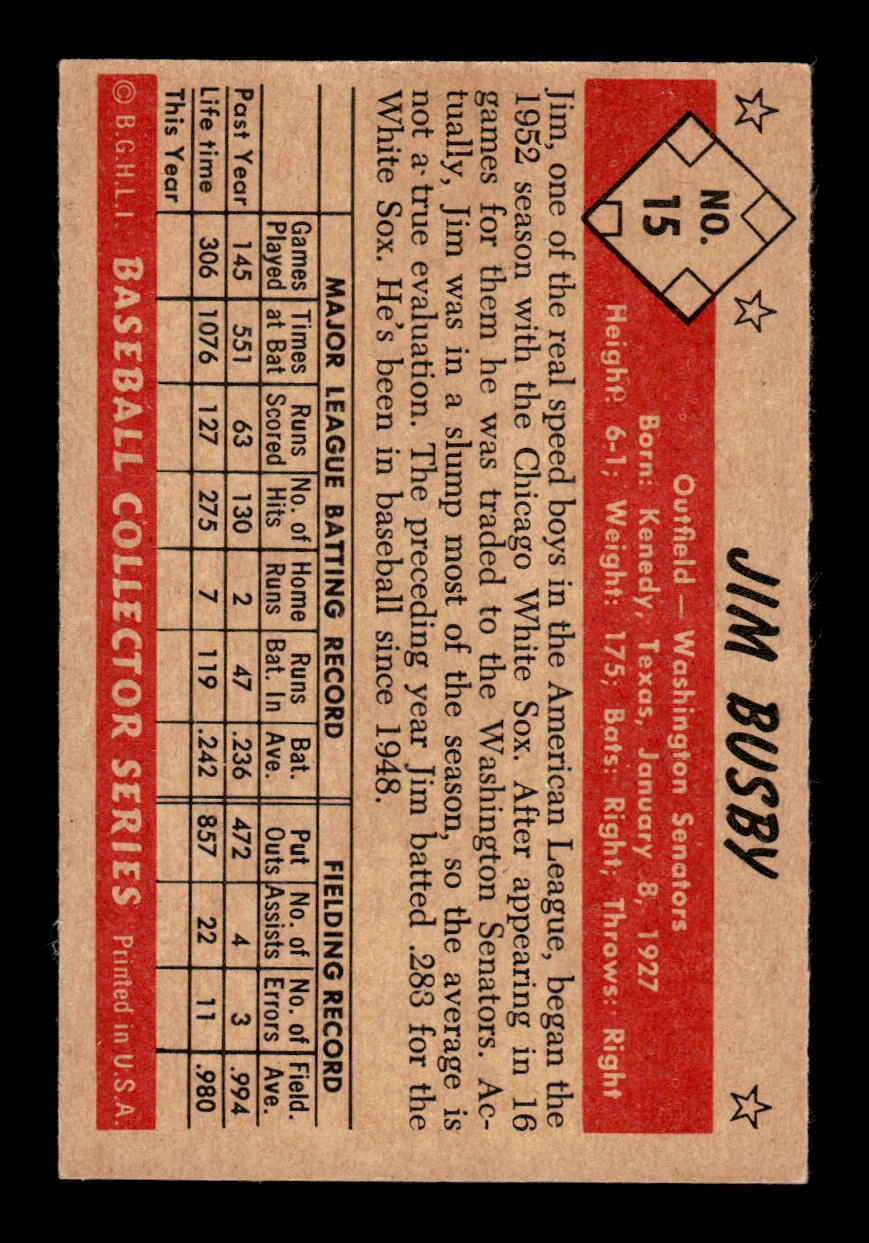 JIM BUSBY
NO.
15
Outfield — Washington Senators
Born: Kenedy, Texas, January 8, 1927
Height: 6-1; Weight: 175; Bats: Right; Throws: Right
Jim, one of the real speed boys in the American League, began the
1952 season with the Chicago White Sox. After appearing in 16
games for them he was traded to the Washington Senators. Ac-
tually, Jim was in a slump most of the season, so the average is
not a true evaluation. The preceding year Jim batted .283 for the
White Sox. He's been in baseball since 1948.
MAJOR LEAGUE BATTING RECORD FIELDING RECORD
Games Times Runs No. of Home Runs Bat. Put No. of No. of Field.
Played at Bat Scored Hits Runs Bat. In Ave. Outs Assists Errors Ave.
Past Year 145 551 63 130 2 47 .236 472 4 3 .994
Life time 306 1076 127 275 7 119 .242 857 22 11 .980
This Year
© B.G.H.L.I. BASEBALL COLLECTOR SERIES Printed in U.S.A.